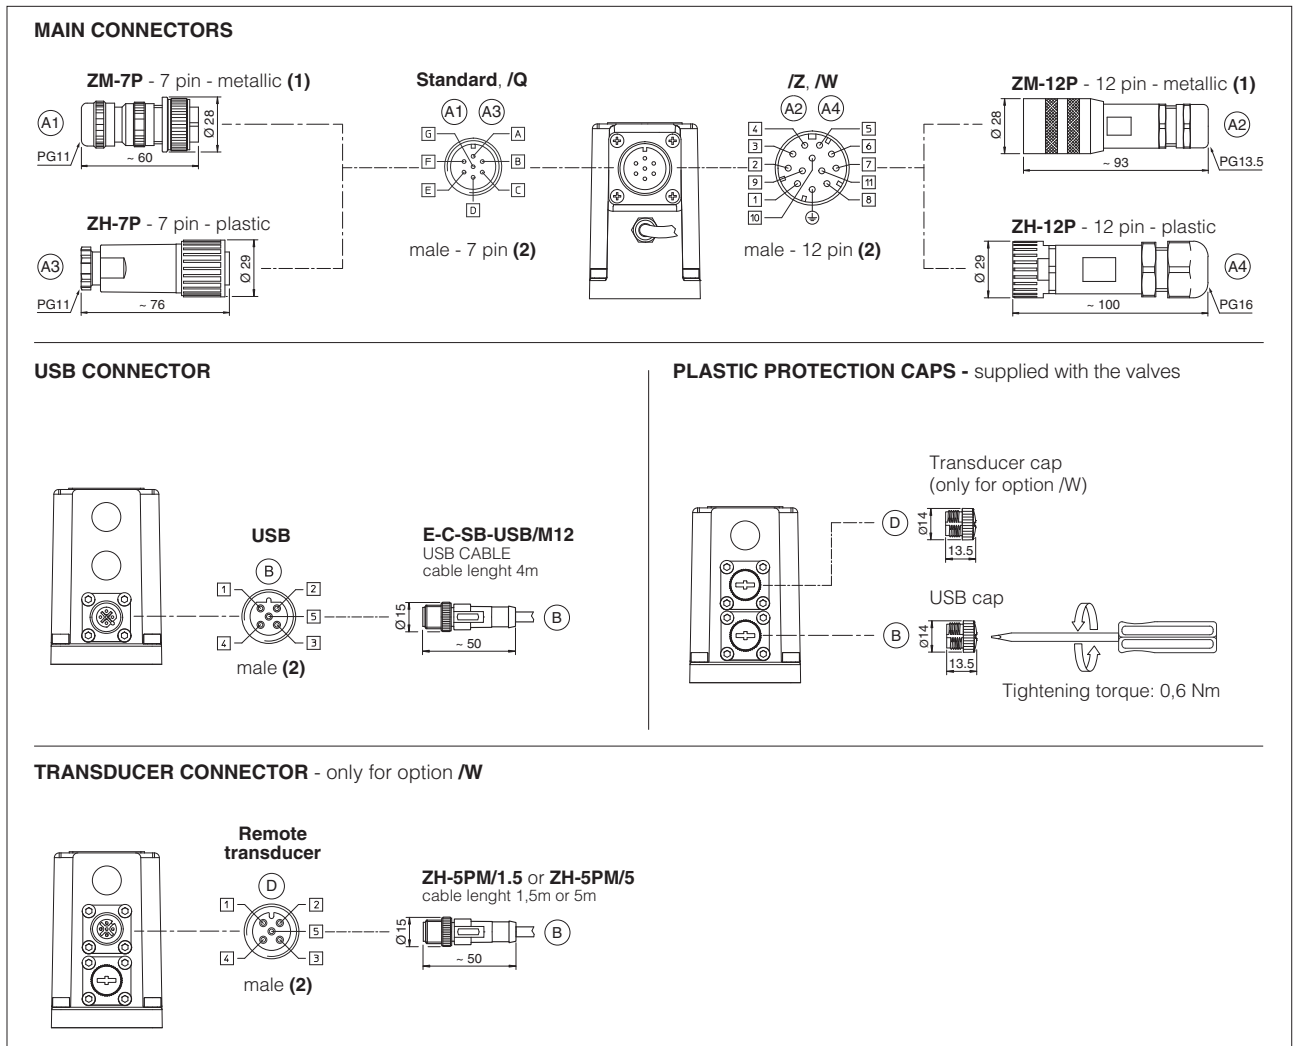 MAIN CONNECTORS
ZM-7P - 7 pin - metallic (1)
A1
PG11
~ 60
Ø 28
ZH-7P - 7 pin - plastic
A3
PG11
~ 76
Ø 29
Standard, /Q
A1 A3
G A
F B
E C
D
male - 7 pin (2)
/Z, /W
A2 A4
4 5
3 6
2 7
9 11
1 8
10
male - 12 pin (2)
ZM-12P - 12 pin - metallic (1)
Ø 28
A2
~ 93
PG13.5
ZH-12P - 12 pin - plastic
Ø 29
A4
~ 100
PG16
USB CONNECTOR
USB
B
1 2
5
4 3
male (2)
E-C-SB-USB/M12
USB CABLE
cable lenght 4m
Ø 15
B
~ 50
PLASTIC PROTECTION CAPS - supplied with the valves
Transducer cap
(only for option /W)
D
Ø14
13.5
USB cap
B
Ø14
13.5
Tightening torque: 0,6 Nm
TRANSDUCER CONNECTOR - only for option /W
Remote
transducer
D
1 2
5
4 3
male (2)
ZH-5PM/1.5 or ZH-5PM/5
cable lenght 1,5m or 5m
Ø 15
B
~ 50